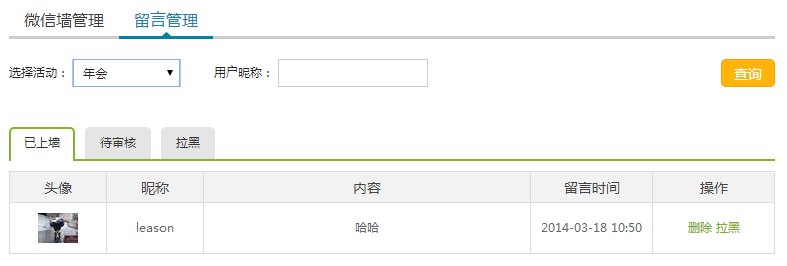 微信墙管理 留言管理
选择活动： 年会 用户昵称： 查询
已上墙 待审核 拉黑
头像 昵称 内容 留言时间 操作
leason 哈哈 2014-03-18 10:50 删除 拉黑